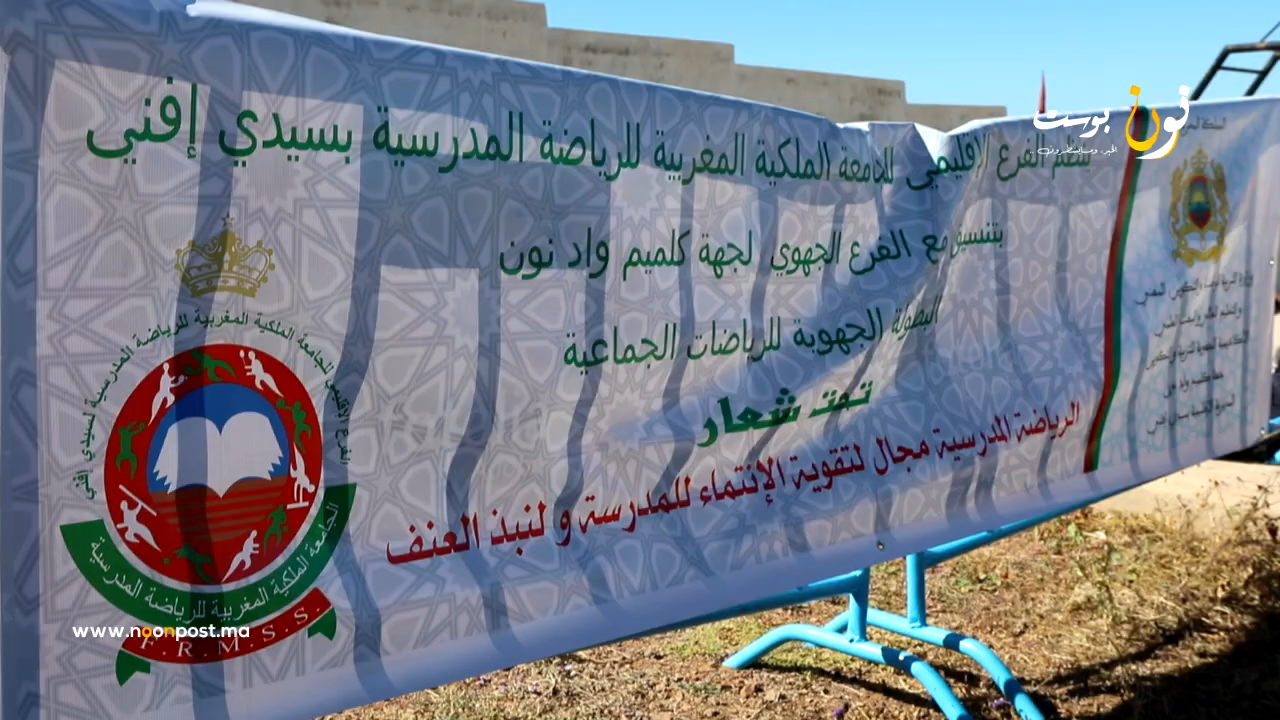 نون بوست
ينظم الفرع الإقليمي للجامعة الملكية المغربية للرياضة المدرسية بسيدي إفني
بتنسيق مع الفرع الجهوي لجهة كلميم واد نون
البطولة الجهوية للرياضات الجماعية
تحت شعار
الرياضة المدرسية مجال لتقوية الإنتماء للمدرسة و لنبذ العنف
الفرع الاقليمي للجامعة الملكية المغربية للرياضة المدرسية لسيدي إفني
الجامعة الملكية المغربية للرياضة المدرسية
F.R.M.S.S.
www.noonpost.ma